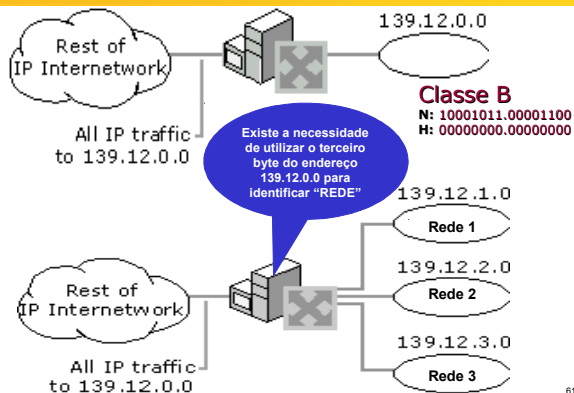 139.12.0.0
Rest of
IP Internetwork
Classe B
N: 10001011.00001100
H: 00000000.00000000
All IP traffic
to 139.12.0.0
Existe a necessidade
de utilizar o terceiro
byte do endereço
139.12.0.0 para
identificar “REDE”
139.12.1.0
Rede 1
139.12.2.0
Rest of
IP Internetwork
Rede 2
139.12.3.0
All IP traffic
to 139.12.0.0
Rede 3
61